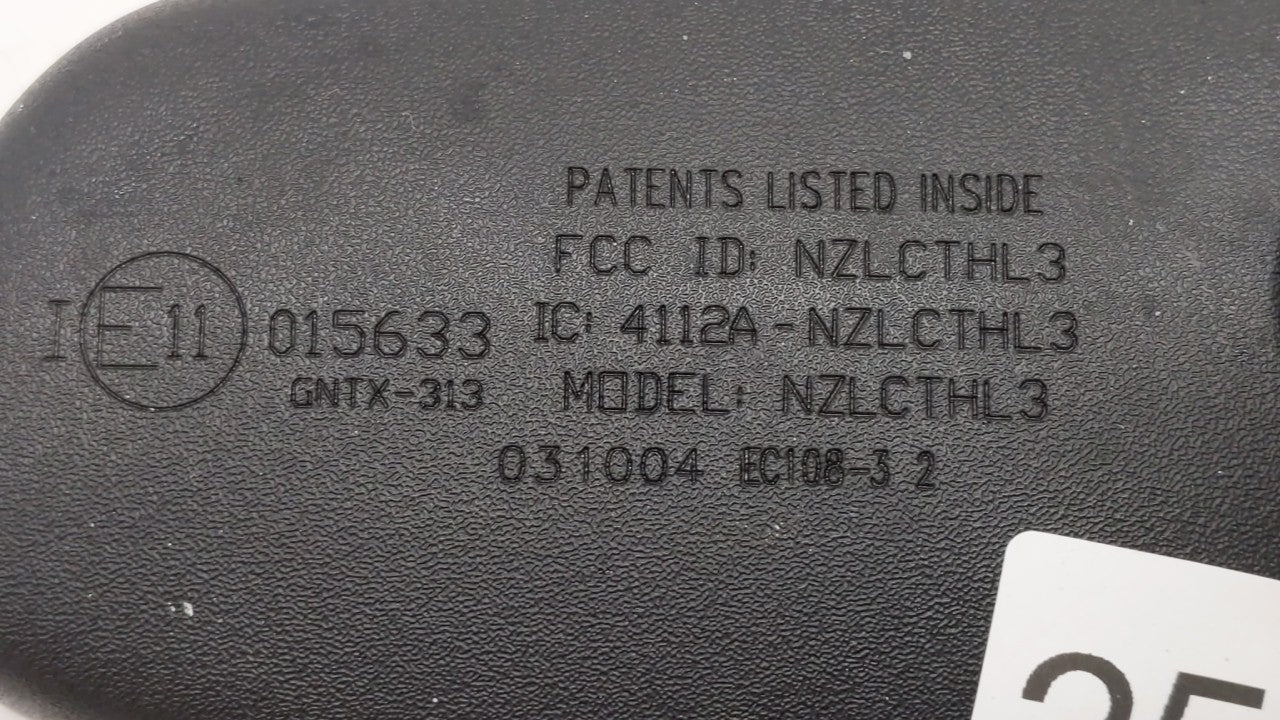 PATENTS LISTED INSIDE
FCC ID: NZLCTHL3
I E11 015633 IC: 4112A-NZLCTHL3
GNTX-313 MODEL: NZLCTHL3
031004 EC108-3 2
25